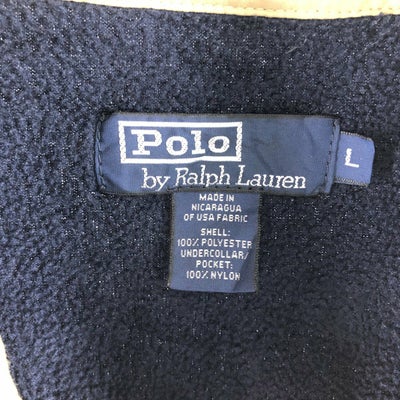 Polo
by Ralph Lauren
L
MADE IN
NICARAGUA
OF USA FABRIC
SHELL:
100% POLYESTER
UNDERCOLLAR/
POCKET:
100% NYLON